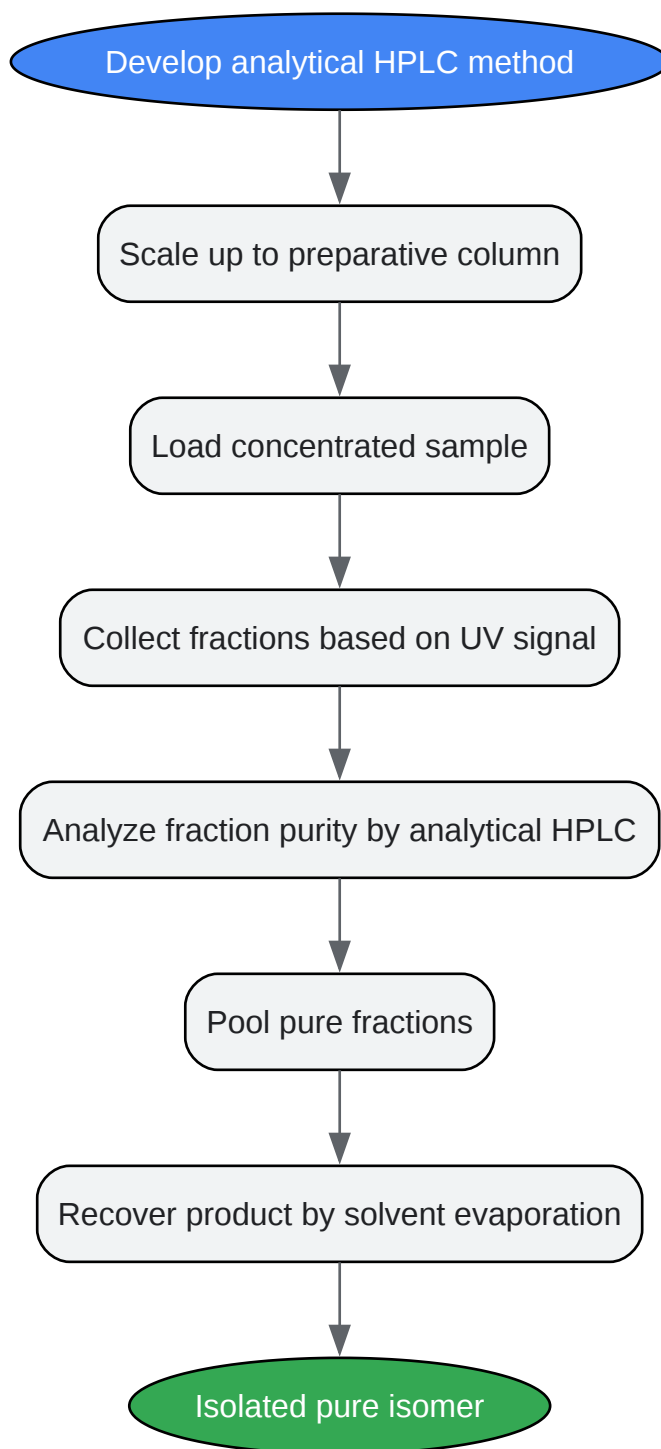 Develop analytical HPLC method
Scale up to preparative column
Load concentrated sample
Collect fractions based on UV signal
Analyze fraction purity by analytical HPLC
Pool pure fractions
Recover product by solvent evaporation
Isolated pure isomer